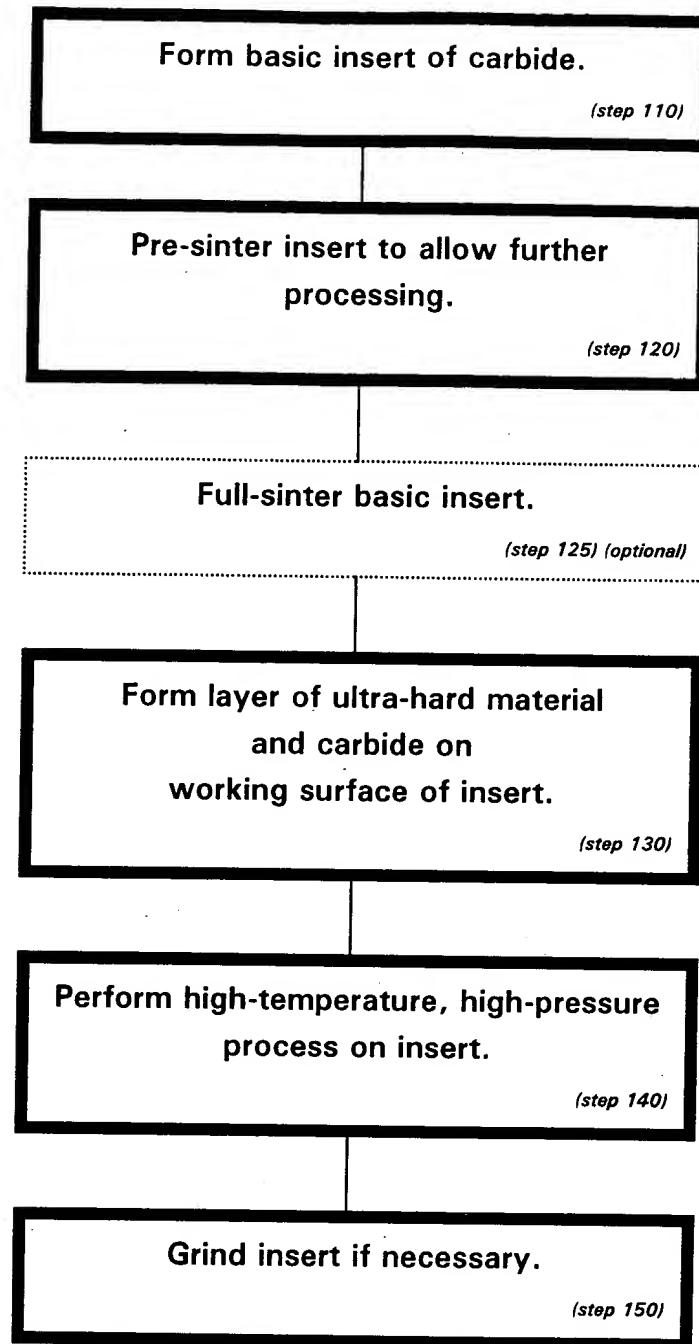 Form basic insert of carbide.
(step 110)
Pre-sinter insert to allow further
processing.
(step 120)
Full-sinter basic insert.
(step 125) (optional)
Form layer of ultra-hard material
and carbide on
working surface of insert.
(step 130)
Perform high-temperature, high-pressure
process on insert.
(step 140)
Grind insert if necessary.
(step 150)